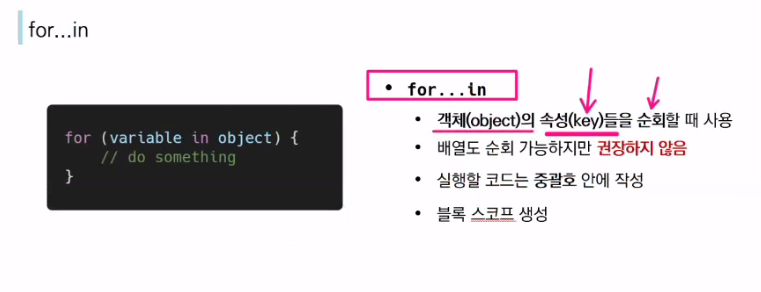 for...in
for (variable in object) {
    // do something
}
• for...in
• 객체(object)의 속성(key)들을 순회할 때 사용
• 배열도 순회 가능하지만 권장하지 않음
• 실행할 코드는 중괄호 안에 작성
• 블록 스코프 생성